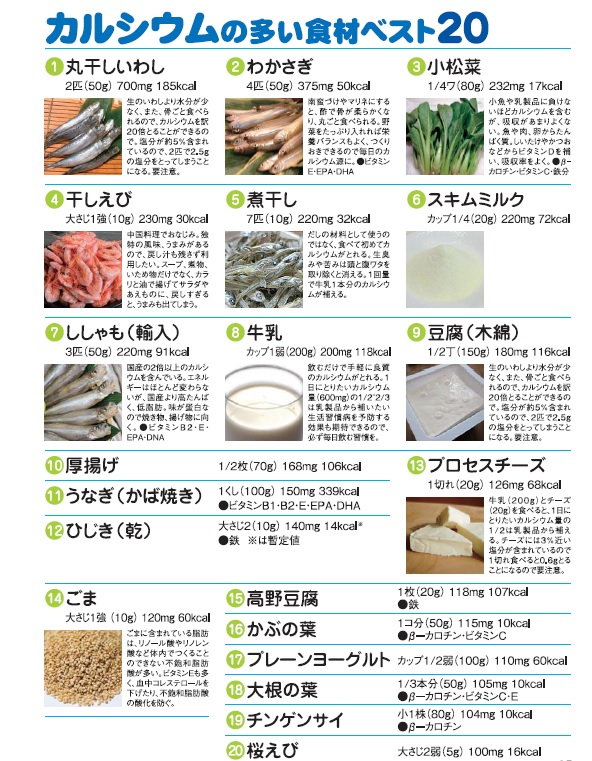 カルシウムの多い食材ベスト20
1 丸干しいわし
2匹(50g) 700mg 185kcal
生のいわしより水分が少
なく、また、骨ごと食べら
れるので、カルシウムを訳
20倍とることができるの
で。塩分が約5%含まれ
ているので、2匹で2.5g
の塩分をとってしまうこと
になる。要注意。
2 わかさぎ
4匹(50g) 375mg 50kcal
南蛮づけやマリネにする
と、酢で骨が柔らかくな
り、丸ごと食べられる。野
菜をたっぷり入れれば栄
養バランスもよく、つくり
おきできるので毎日のカ
ルシウム源に。●ビタミン
E・EPA・DHA
3 小松菜
1/4ワ(80g) 232mg 17kcal
小魚や乳製品に負けな
いほどカルシウムを含む
が、吸収があまりよくな
い。魚や肉、卵からたん
ぱく質。しいたけやつお
などからビタミンDを補
い、吸収率をよく。●β−
カロチン・ビタミンC・鉄分
4 干しえび
大さじ1強(10g) 230mg 30kcal
中国料理でおなじみ。独
特の風味、うまみがある
ので、戻し汁も残さず利
用したい。スープ、煮物、
いため物だけでなく、カラ
リと油で揚げてサラダや
あえものに、戻しすぎる
と、うまみも出てしまう。
5 煮干し
7匹(10g) 220mg 32kcal
だしの材料として使うの
ではなく、食べて初めてカ
ルシウムがとれる。生臭
みや苦みは頭と腹ワタを
取り除くと消える。1回量
で牛乳1本分のカルシウ
ムが補える。
6 スキムミルク
カップ1/4(20g) 220mg 72kcal
7 ししゃも(輸入)
3匹(50g) 220mg 91kcal
国産の2倍以上のカルシ
ウムを含んでいる。エネル
ギーはほとんど変わらな
いが、国産より高たんぱ
く、低脂肪。味が蛋白な
ので焼き物、揚げ物に向
く。●ビタミンB2・E・
EPA・DNA
8 牛乳
カップ1弱(200g) 200mg 118kcal
飲むだけで手軽に良質
のカルシウムがとれる。1
日にとりたいカルシウム
量(600mg)の1/2~2/3
は乳製品から補いたい
生活習慣病を予防する
効果も期待できるので、
必ず毎日飲む習慣を。
9 豆腐(木綿)
1/2丁(150g) 180mg 116kcal
生のいわしより水分が少
なく、また、骨ごと食べら
れるので、カルシウムを訳
20倍とることができるの
で。塩分が約5%含まれ
ているので、2匹で2.5g
の塩分をとってしまうこと
になる。要注意。
10 厚揚げ 1/2枚(70g) 168mg 106kcal
11 うなぎ(かば焼き) 1くし(100g) 150mg 339kcal
●ビタミンB1・B2・E・EPA・DHA
12 ひじき(乾) 大さじ2(10g) 140mg 14kcal※
●鉄 ※は暫定値
13 プロセスチーズ
1切れ(20g) 126mg 68kcal
牛乳(200g)とチーズ
(20g)を食べると、1日に
とりたいカルシウム量の
1/2は乳製品から補え
る。チーズには3%近い
塩分が含まれているので
1切れ食べると0.6gとる
ことになるので要注意。
14 ごま
大さじ1強 (10g) 120mg 60kcal
ごまに含まれている脂肪
は、リノール酸やリノレン
酸など体内でつくること
のできない不飽和脂肪
酸が多い。ビタミンEも多
く、血中コレステロールを
下げたり、不飽和脂肪酸
の酸化を防ぐ。
15 高野豆腐 1枚(20g) 118mg 107kcal
●鉄
16 かぶの葉 1コ分(50g) 115mg 10kcal
●β−カロチン・ビタミンC
17 プレーンヨーグルト カップ1/2弱(100g) 110mg 60kcal
18 大根の葉 1/3本分(50g) 105mg 10kcal
●β−カロチン・ビタミンC・E
19 チンゲンサイ 小1株(80g) 104mg 10kcal
●β−カロチン
20 桜えび 大さじ2弱(5g) 100mg 16kcal